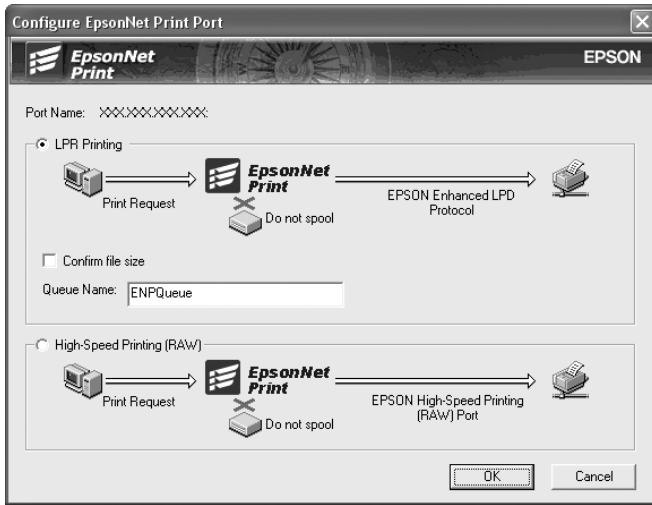 Configure EpsonNet Print Port
EpsonNet
Print
EPSON
Port Name: XXX.XXX.XXX.XXX:
LPR Printing
EpsonNet
Print
Print Request
EPSON Enhanced LPD
Protocol
Do not spool
Confirm file size
Queue Name: ENPQueue
High-Speed Printing (RAW)
EpsonNet
Print
Print Request
EPSON High-Speed Printing
(RAW) Port
Do not spool
OK
Cancel